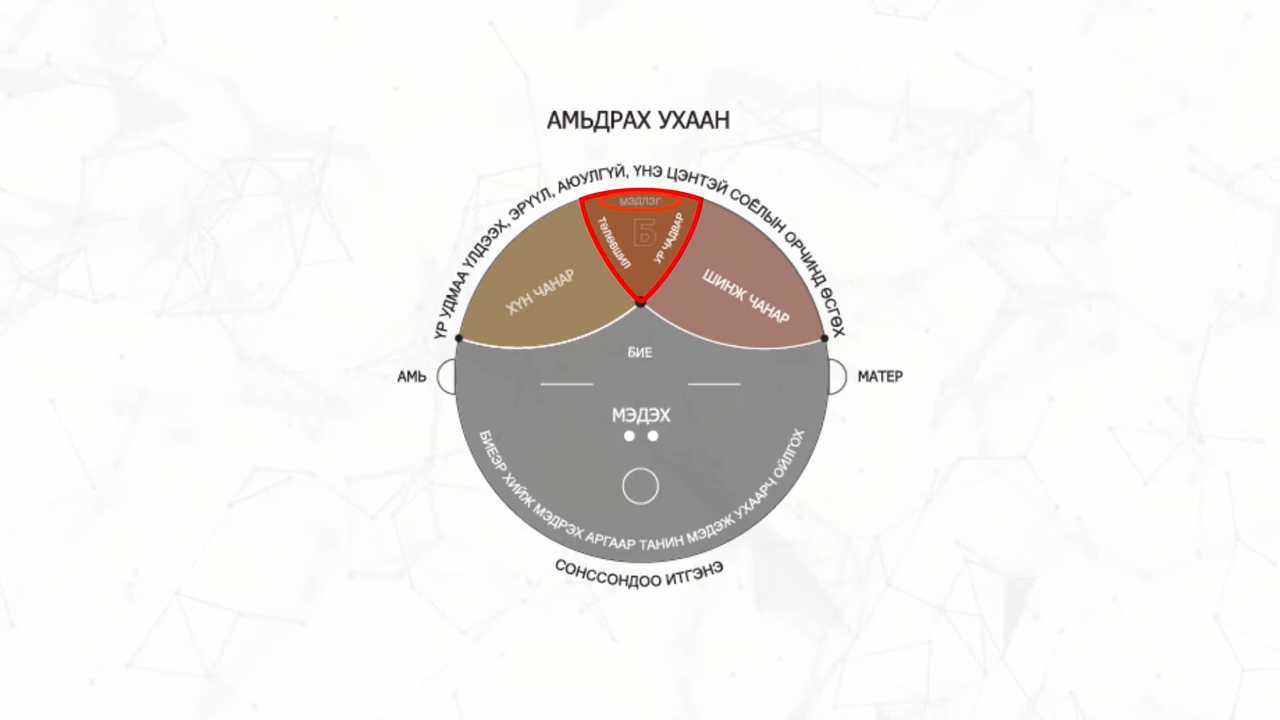 АМЬДРАХ УХААН
ҮР УДМАА ҮЛДЭЭХ, ЭРҮҮЛ, АЮУЛГҮЙ, ҮНЭ ЦЭНТЭЙ СОЁЛЫН ОРЧИНД ӨСГӨХ
МЭДЛЭГ
Б
ТӨЛӨВШИЛ
УР ЧАДВАР
ХҮН ЧАНАР
ШИНЖ ЧАНАР
БИЕ
АМЬ
МАТЕР
МЭДЭХ
БИЕЭР ХИЙЖ МЭДРЭХ АРГААР ТАНИН МЭДЭЖ УХААРЧ ОЙЛГОХ
СОНССОНДОО ИТГЭНЭ